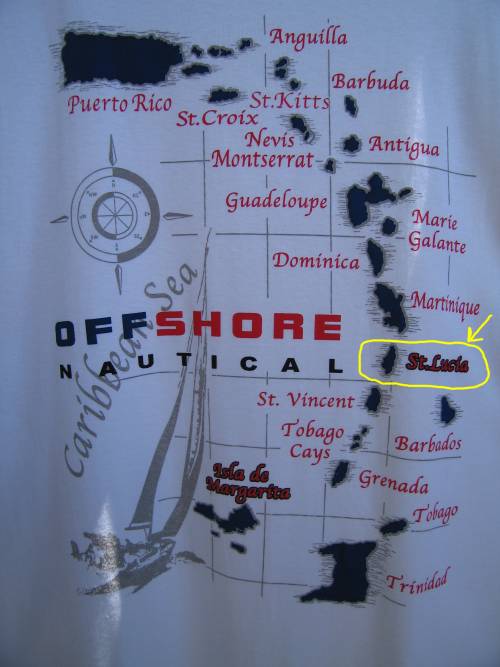 Anguilla
Puerto Rico
St.Kitts
Barbuda
St.Croix
Nevis
Antigua
Montserrat
Guadeloupe
Marie
Galante
Dominica
Martinique
Caribbean Sea
OFFSHORE
NAUTICAL
St.Lucia
St. Vincent
Tobago
Cays
Barbados
Isla de
Margarita
Grenada
Tobago
Trinidad